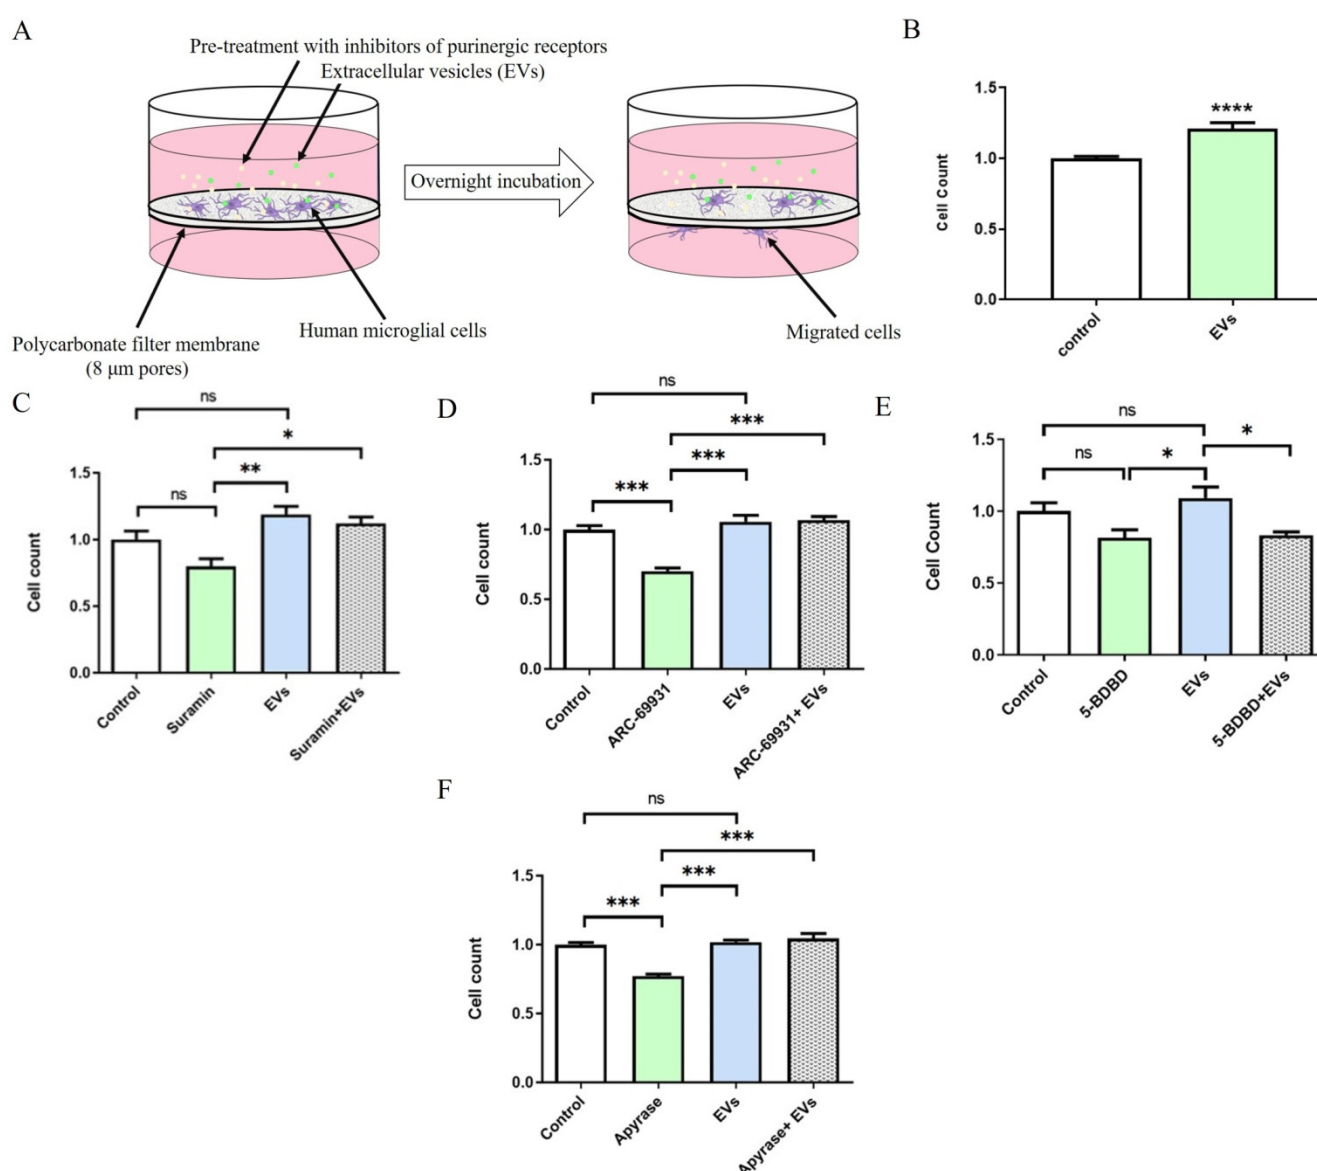 A
Pre-treatment with inhibitors of purinergic receptors
Extracellular vesicles (EVs)
Overnight incubation
Human microglial cells
Polycarbonate filter membrane
(8 μm pores)
Migrated cells
B
cell Count
1.5
1.0
0.5
0.0
****
control
EVs
C
ns
*
**
ns
Cell count
1.5
1.0
0.5
0.0
Control
Suramin
EVs
Suramin+EVs
D
ns
***
***
***
Cell count
1.5
1.0
0.5
0.0
Control
ARC-69931
EVs
ARC-69931+ EVs
E
ns
*
ns
*
Cell Count
1.5
1.0
0.5
0.0
Control
5-BDBD
EVs
5-BDBD+EVs
F
ns
***
***
***
Cell count
1.5
1.0
0.5
0.0
Control
Apyrase
EVs
Apyrase+ EVs